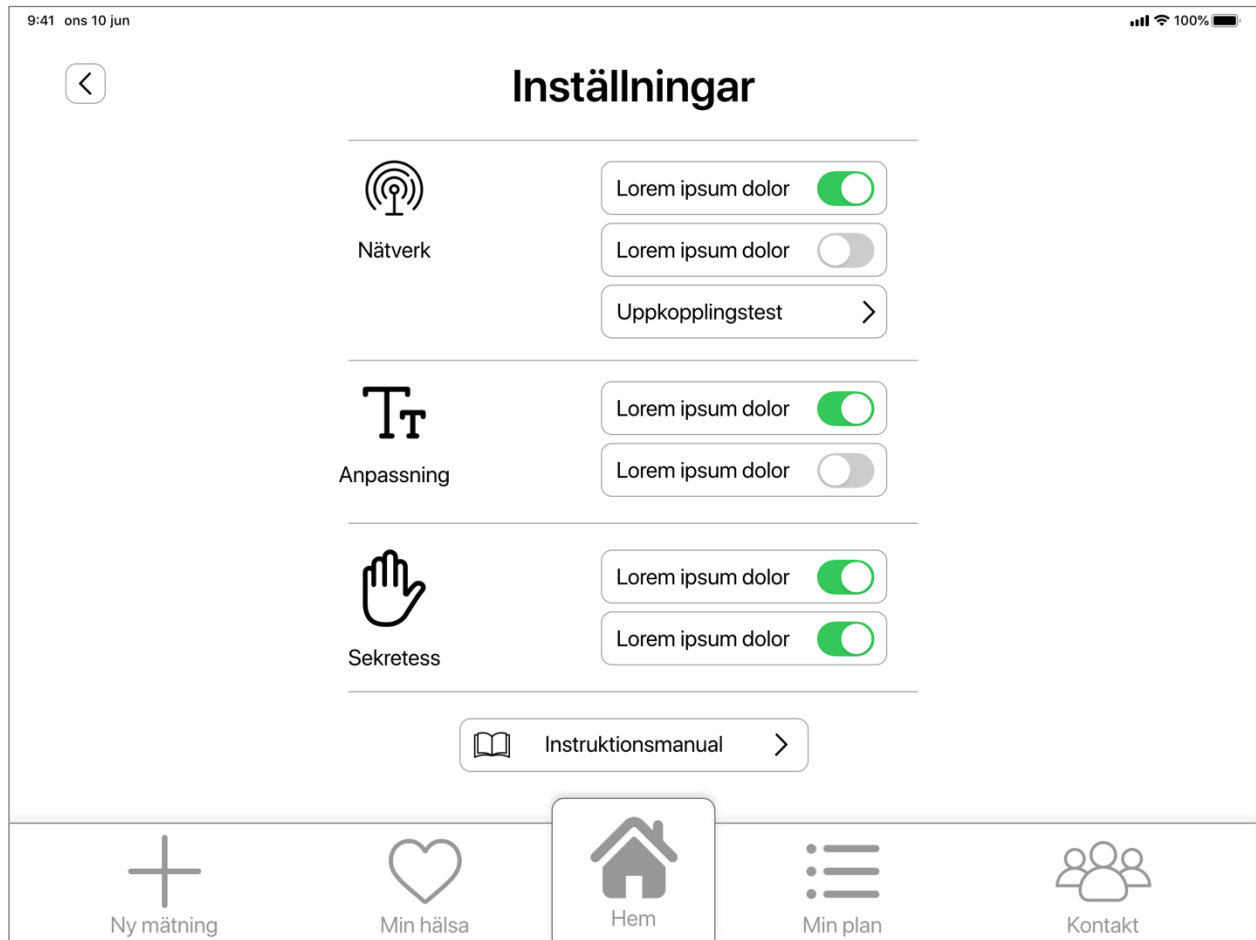 9:41 ons 10 jun 100%
Inställningar
Nätverk
Lorem ipsum dolor
Lorem ipsum dolor
Uppkopplingstest
Anpassning
Lorem ipsum dolor
Lorem ipsum dolor
Sekretess
Lorem ipsum dolor
Lorem ipsum dolor
Instruktionsmanual
Ny mätning
Min hälsa
Hem
Min plan
Kontakt